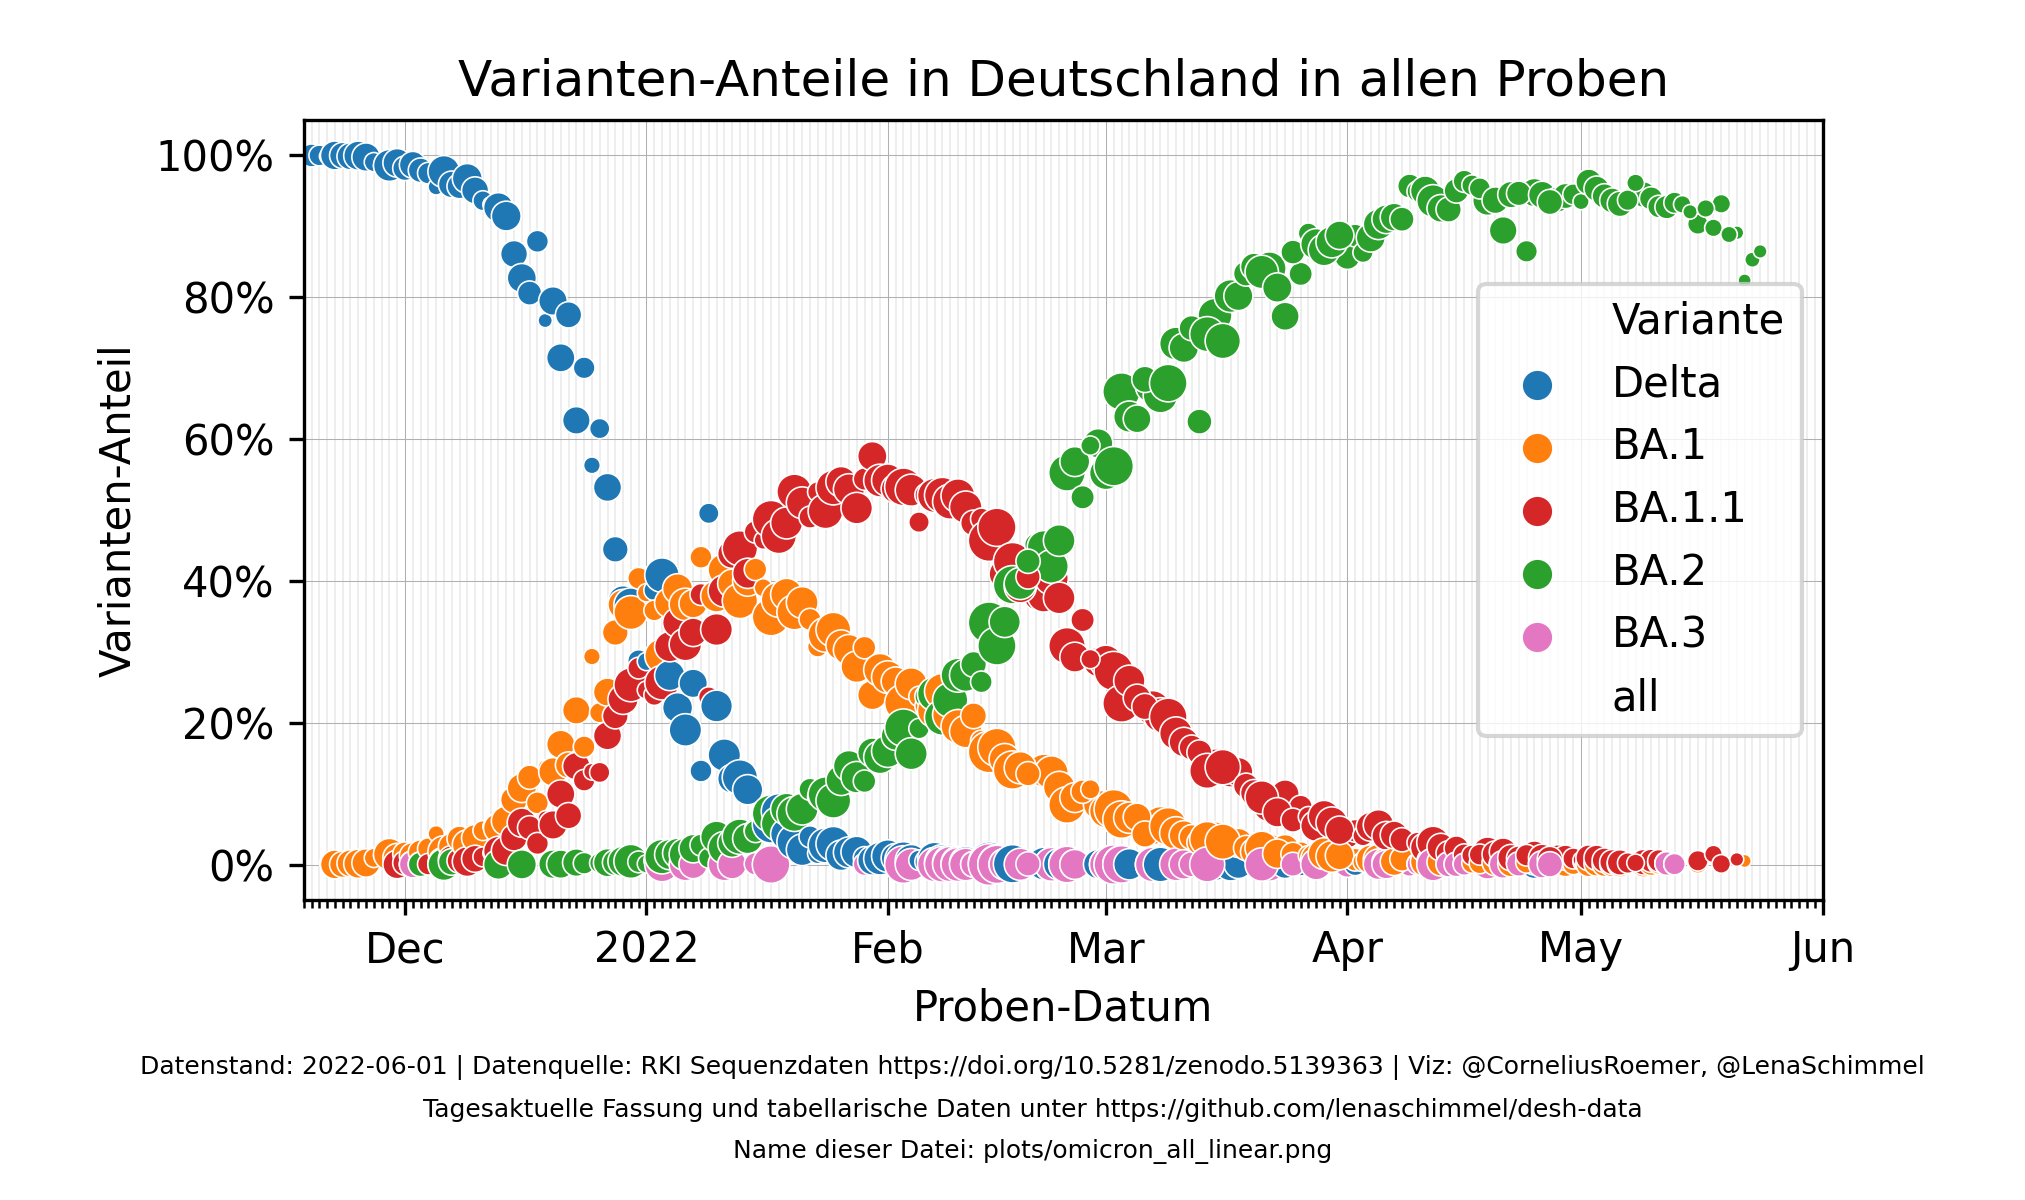 Varianten-Anteile in Deutschland in allen Proben
100%
80%
60%
40%
20%
0%
Varianten-Anteil
Variante
Delta
BA.1
BA.1.1
BA.2
BA.3
all
Dec 2022 Feb Mar Apr May Jun
Proben-Datum
Datenstand: 2022-06-01 | Datenquelle: RKI Sequenzdaten https://doi.org/10.5281/zenodo.5139363 | Viz: @CorneliusRoemer, @LenaSchimmel
Tagesaktuelle Fassung und tabellarische Daten unter https://github.com/lenaschimmel/desh-data
Name dieser Datei: plots/omicron_all_linear.png